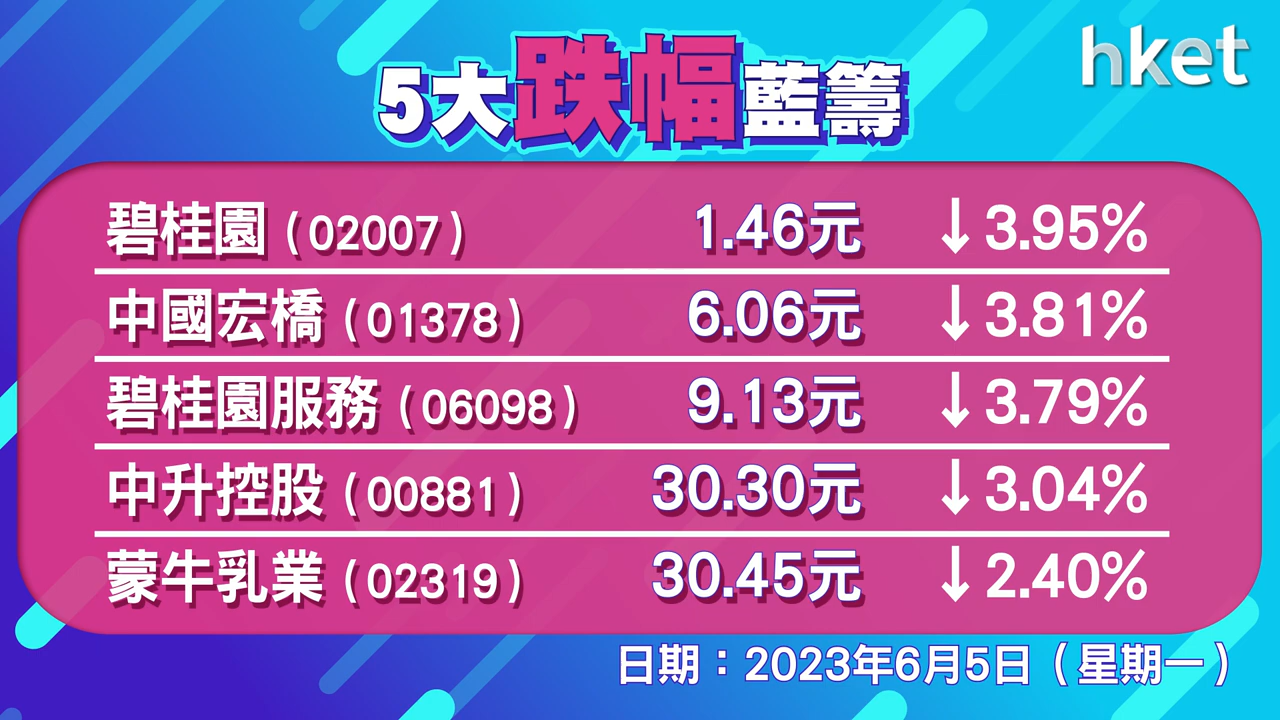 hket
5大跌幅藍籌
碧桂園(02007) 1.46元 ↓3.95%
中國宏橋(01378) 6.06元 ↓3.81%
碧桂園服務(06098) 9.13元 ↓3.79%
中升控股(00881) 30.30元 ↓3.04%
蒙牛乳業(02319) 30.45元 ↓2.40%
日期：2023年6月5日(星期一)